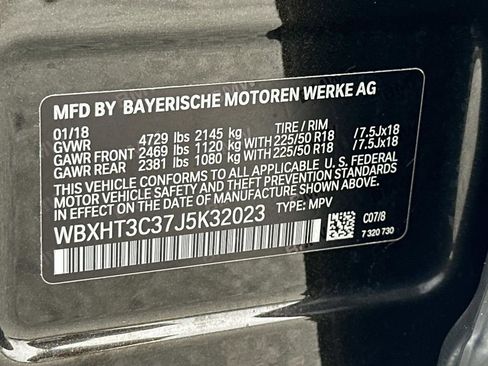 MFD BY BAYERISCHE MOTOREN WERKE AG
01/18 TIRE / RIM
GVWR 4729 lbs 2145 kg
GAWR FRONT 2469 lbs 1120 kg WITH 225/50 R18 /7.5Jx18
GAWR REAR 2381 lbs 1080 kg WITH 225/50 R18 /7.5Jx18
THIS VEHICLE CONFORMS TO ALL APPLICABLE U. S. FEDERAL
MOTOR VEHICLE SAFETY AND THEFT PREVENTION STANDARDS
IN EFFECT ON THE DATE OF MANUFACTURE SHOWN ABOVE.
WBXHT3C37J5K32023 TYPE: MPV
C07/8
7 320 730